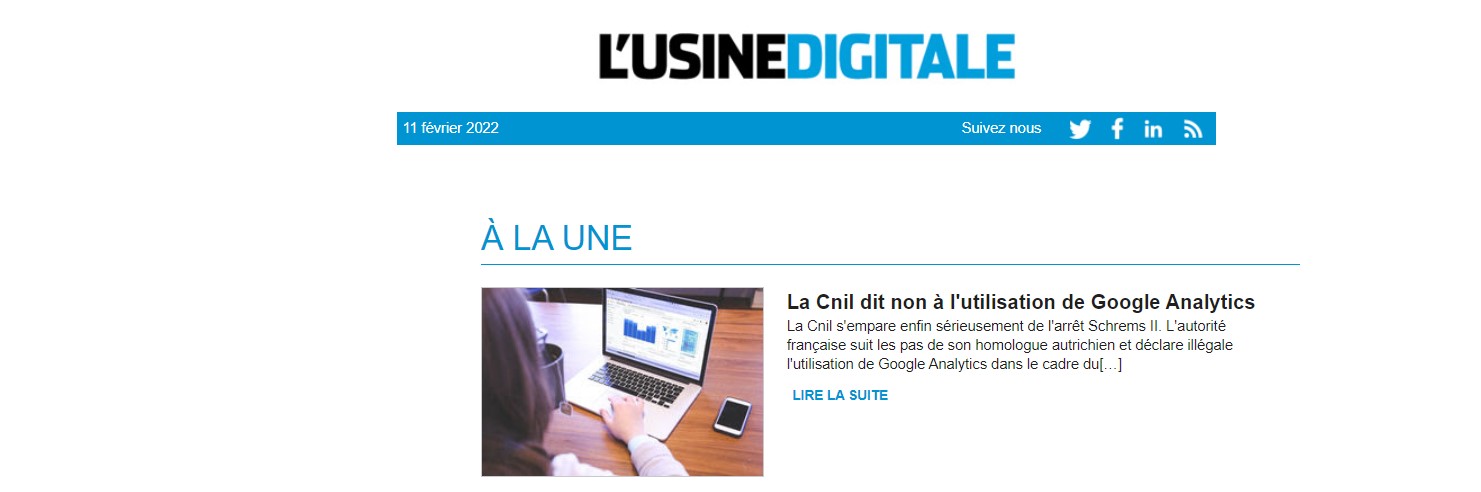 L'USINEDIGITALE
11 février 2022
Suivez nous
À LA UNE
La Cnil dit non à l'utilisation de Google Analytics
La Cnil s'empare enfin sérieusement de l'arrêt Schrems II. L'autorité
française suit les pas de son homologue autrichien et déclare illégale
l'utilisation de Google Analytics dans le cadre du[…]
LIRE LA SUITE